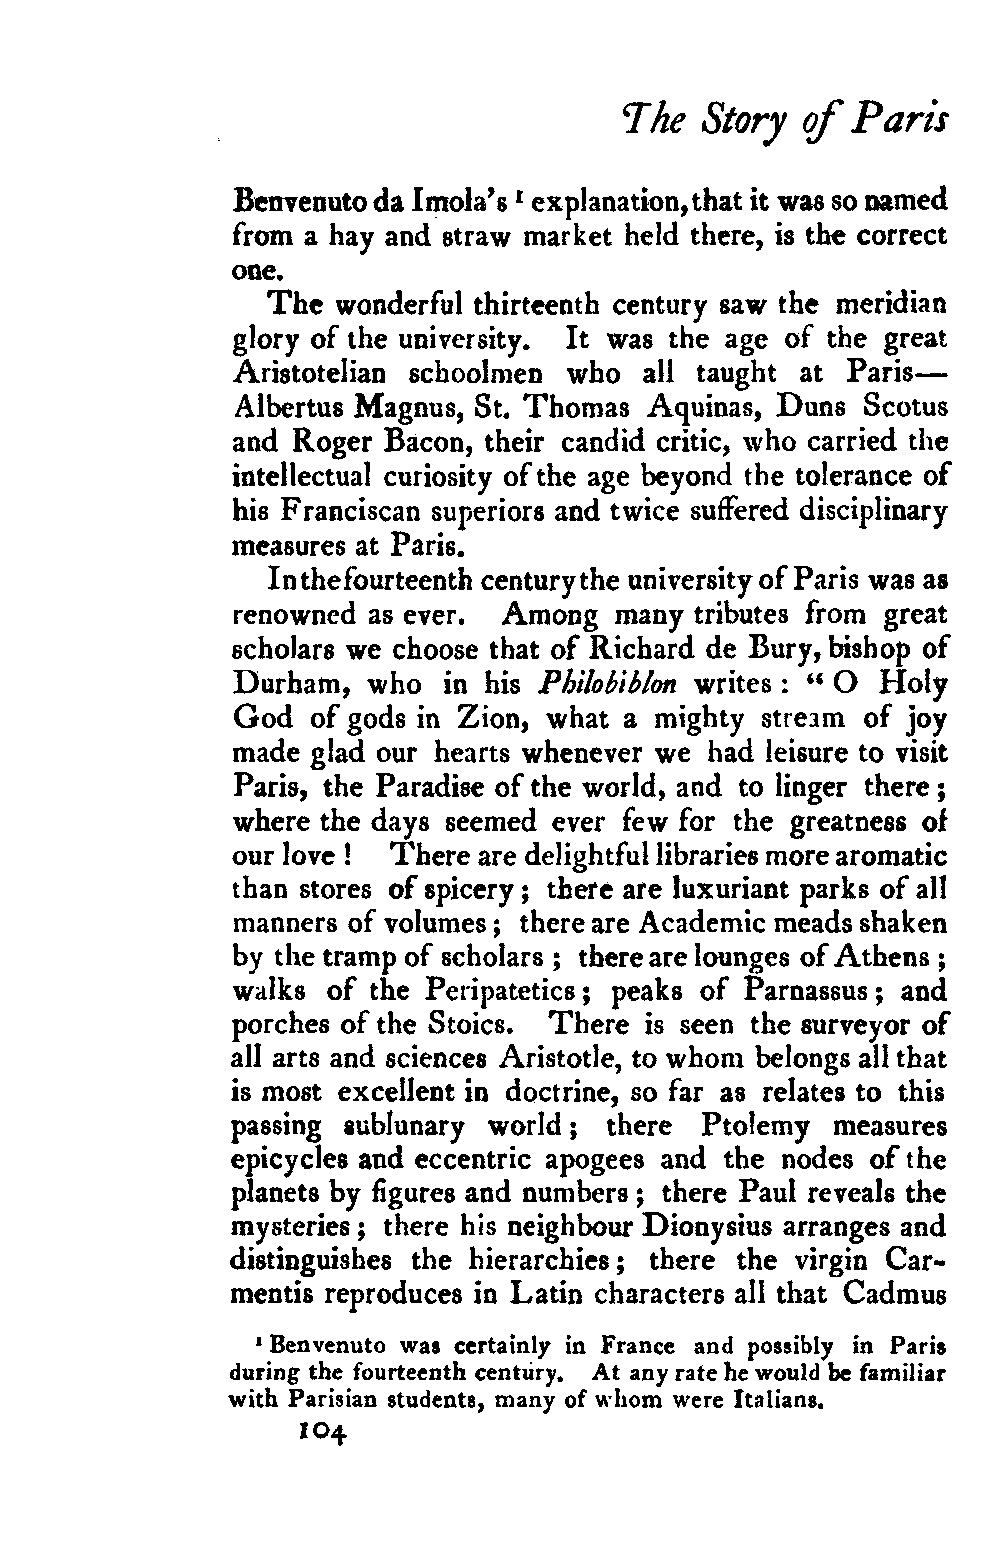 The Story of Paris
Benvenuto da Imola's ¹ explanation, that it was so named
from a hay and straw market held there, is the correct
one.
The wonderful thirteenth century saw the meridian
glory of the university. It was the age of the great
Aristotelian schoolmen who all taught at Paris—
Albertus Magnus, St. Thomas Aquinas, Duns Scotus
and Roger Bacon, their candid critic, who carried the
intellectual curiosity of the age beyond the tolerance of
his Franciscan superiors and twice suffered disciplinary
measures at Paris.
In the fourteenth century the university of Paris was as
renowned as ever. Among many tributes from great
scholars we choose that of Richard de Bury, bishop of
Durham, who in his Philobiblon writes : “ O Holy
God of gods in Zion, what a mighty stream of joy
made glad our hearts whenever we had leisure to visit
Paris, the Paradise of the world, and to linger there ;
where the days seemed ever few for the greatness of
our love ! There are delightful libraries more aromatic
than stores of spicery ; there are luxuriant parks of all
manners of volumes ; there are Academic meads shaken
by the tramp of scholars ; there are lounges of Athens ;
walks of the Peripatetics ; peaks of Parnassus ; and
porches of the Stoics. There is seen the surveyor of
all arts and sciences Aristotle, to whom belongs all that
is most excellent in doctrine, so far as relates to this
passing sublunary world ; there Ptolemy measures
epicycles and eccentric apogees and the nodes of the
planets by figures and numbers ; there Paul reveals the
mysteries ; there his neighbour Dionysius arranges and
distinguishes the hierarchies ; there the virgin Car-
mentis reproduces in Latin characters all that Cadmus
¹ Benvenuto was certainly in France and possibly in Paris
during the fourteenth century. At any rate he would be familiar
with Parisian students, many of whom were Italians.
104